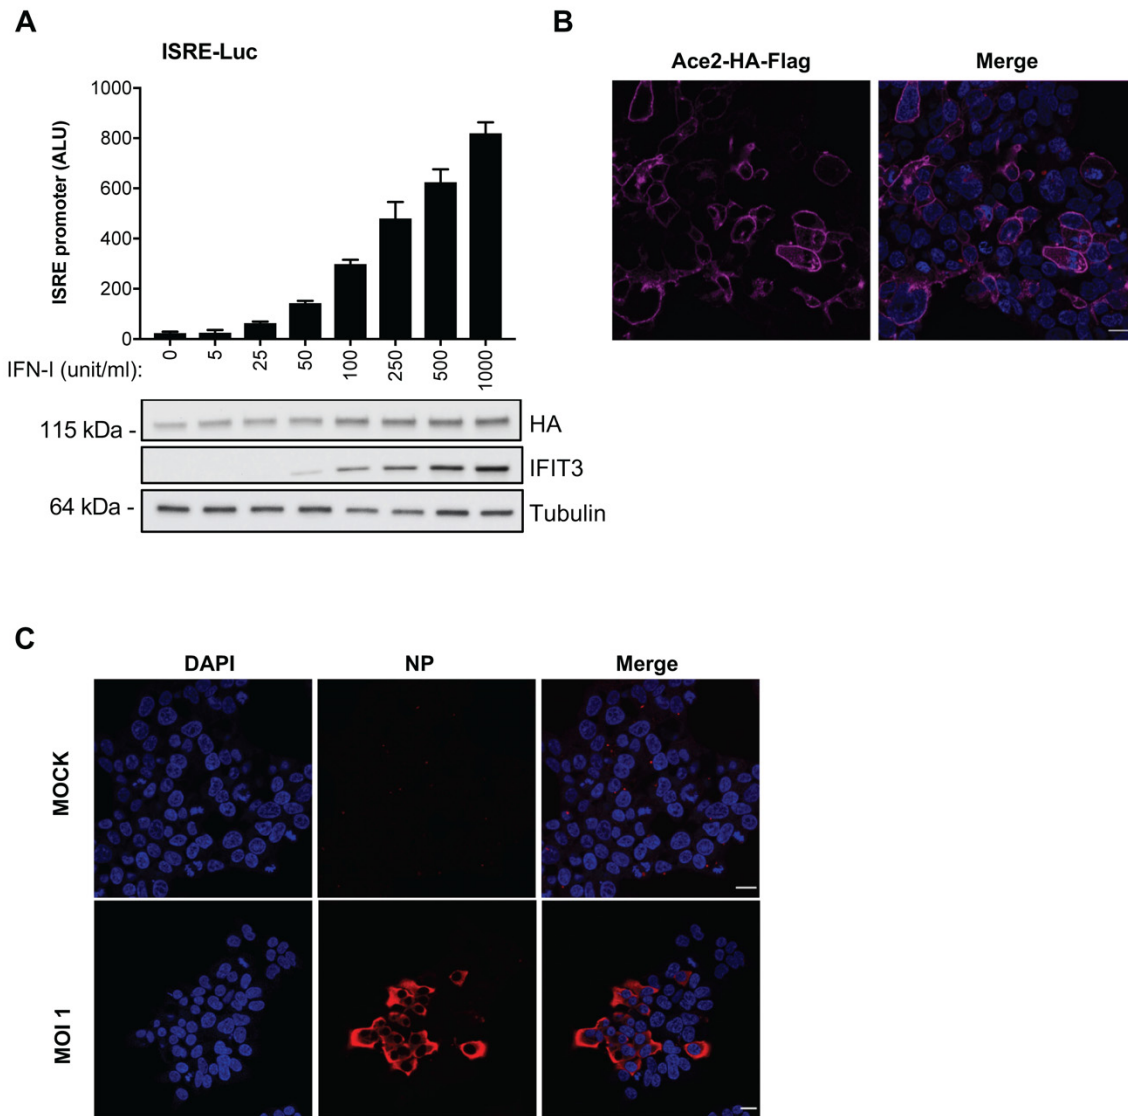 A
ISRE-Luc
ISRE promoter (ALU)
1000
800
600
400
200
0
IFN-I (unit/ml):
0 5 25 50 100 250 500 1000
115 kDa -
HA
IFIT3
64 kDa -
Tubulin
B
Ace2-HA-Flag Merge
C
DAPI NP Merge
MOCK
MOI 1